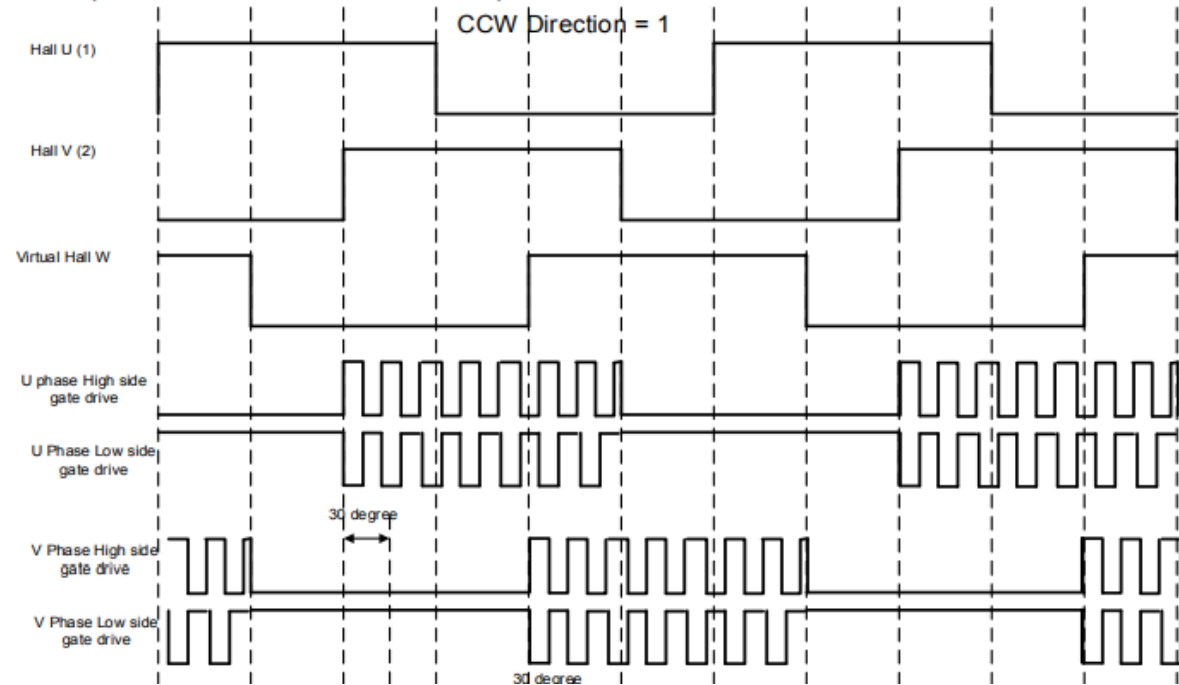 CCW Direction = 1
Hall U (1)
Hall V (2)
Virtual Hall W
U phase High side
gate drive
U Phase Low side
gate drive
30 degree
V Phase High side
gate drive
V Phase Low side
gate drive
30 degree